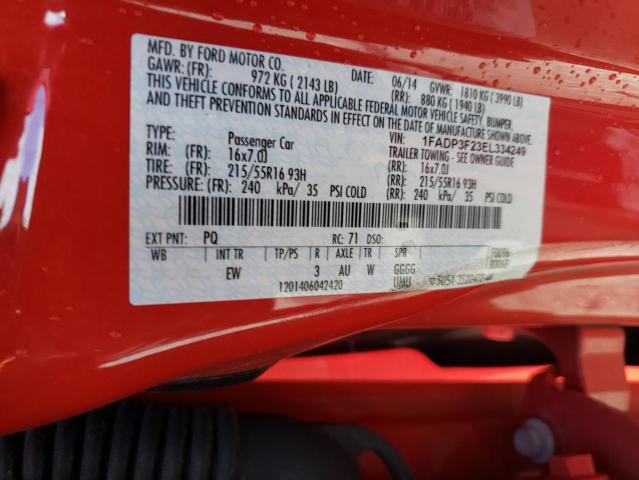 MFD. BY FORD MOTOR CO.
DATE: 06/14 GVWR: 1810 KG ( 3990 LB)
GAWR: (FR): 972 KG ( 2143 LB) (RR): 880 KG ( 1940 LB)
THIS VEHICLE CONFORMS TO ALL APPLICABLE FEDERAL MOTOR VEHICLE SAFETY, BUMPER,
AND THEFT PREVENTION STANDARDS IN EFFECT ON THE DATE OF MANUFACTURE SHOWN ABOVE.
VIN: 1FADP3F23EL334249
TYPE: Passenger Car TRAILER TOWING - SEE OWNER GUIDE
RIM: (FR): 16x7.0J (RR): 16x7.0J
TIRE: (FR): 215/55R16 93H (RR): 215/55R16 93H
PRESSURE: (FR): 240 kPa/ 35 PSI COLD (RR): 240 kPa/ 35 PSI COLD
EXT PNT: PQ RC: 71 DSO:
WB INT TR TP/PS R AXLE TR SPR
EW 3 AU W GGGG
UMU
1201406042420